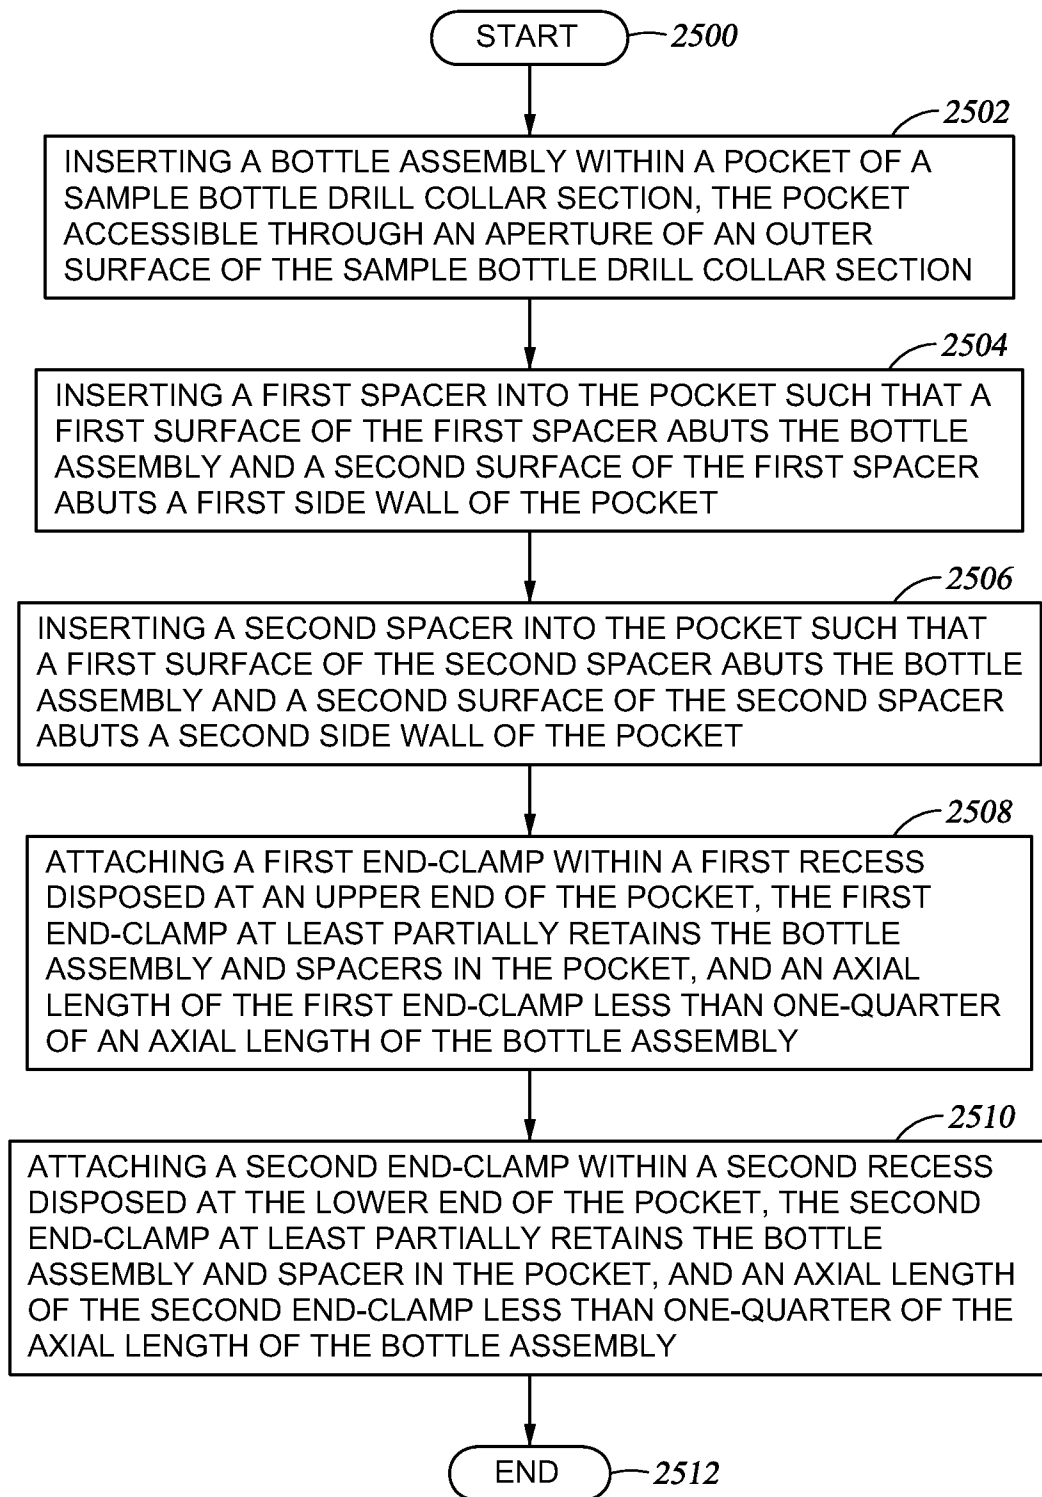 START 2500
2502
INSERTING A BOTTLE ASSEMBLY WITHIN A POCKET OF A
SAMPLE BOTTLE DRILL COLLAR SECTION, THE POCKET
ACCESSIBLE THROUGH AN APERTURE OF AN OUTER
SURFACE OF THE SAMPLE BOTTLE DRILL COLLAR SECTION
2504
INSERTING A FIRST SPACER INTO THE POCKET SUCH THAT A
FIRST SURFACE OF THE FIRST SPACER ABUTS THE BOTTLE
ASSEMBLY AND A SECOND SURFACE OF THE FIRST SPACER
ABUTS A FIRST SIDE WALL OF THE POCKET
2506
INSERTING A SECOND SPACER INTO THE POCKET SUCH THAT
A FIRST SURFACE OF THE SECOND SPACER ABUTS THE BOTTLE
ASSEMBLY AND A SECOND SURFACE OF THE SECOND SPACER
ABUTS A SECOND SIDE WALL OF THE POCKET
2508
ATTACHING A FIRST END-CLAMP WITHIN A FIRST RECESS
DISPOSED AT AN UPPER END OF THE POCKET, THE FIRST
END-CLAMP AT LEAST PARTIALLY RETAINS THE BOTTLE
ASSEMBLY AND SPACERS IN THE POCKET, AND AN AXIAL
LENGTH OF THE FIRST END-CLAMP LESS THAN ONE-QUARTER
OF AN AXIAL LENGTH OF THE BOTTLE ASSEMBLY
2510
ATTACHING A SECOND END-CLAMP WITHIN A SECOND RECESS
DISPOSED AT THE LOWER END OF THE POCKET, THE SECOND
END-CLAMP AT LEAST PARTIALLY RETAINS THE BOTTLE
ASSEMBLY AND SPACER IN THE POCKET, AND AN AXIAL LENGTH
OF THE SECOND END-CLAMP LESS THAN ONE-QUARTER OF THE
AXIAL LENGTH OF THE BOTTLE ASSEMBLY
END 2512